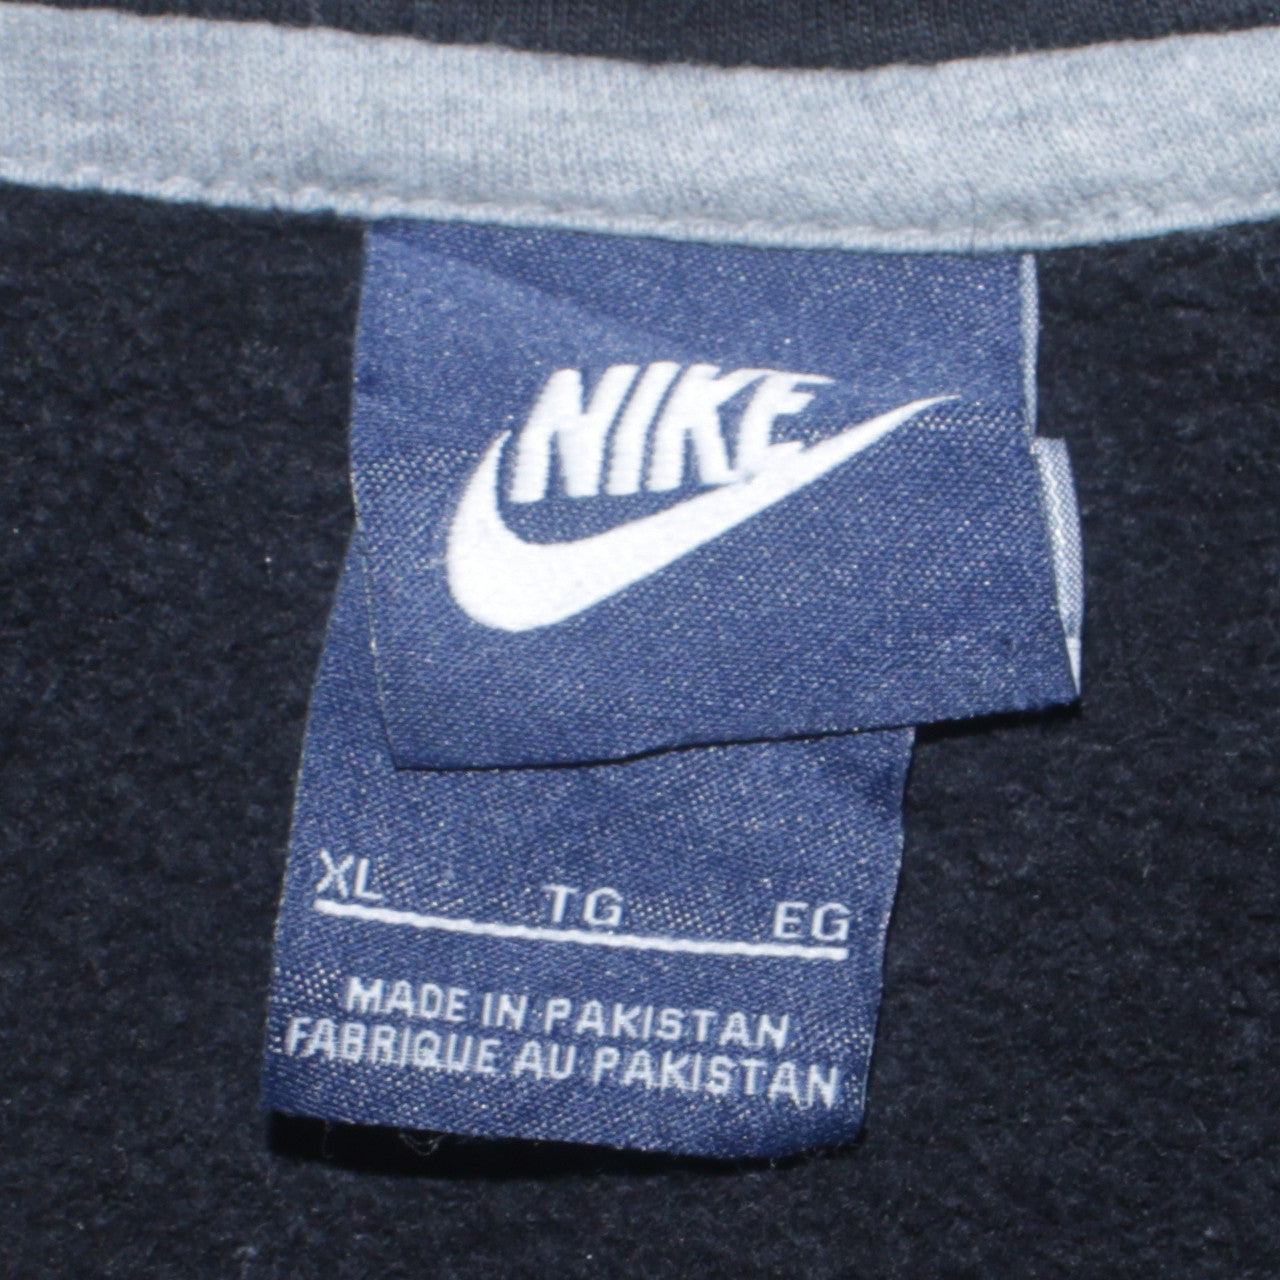 NIKE
XL TG EG
MADE IN PAKISTAN
FABRIQUE AU PAKISTAN